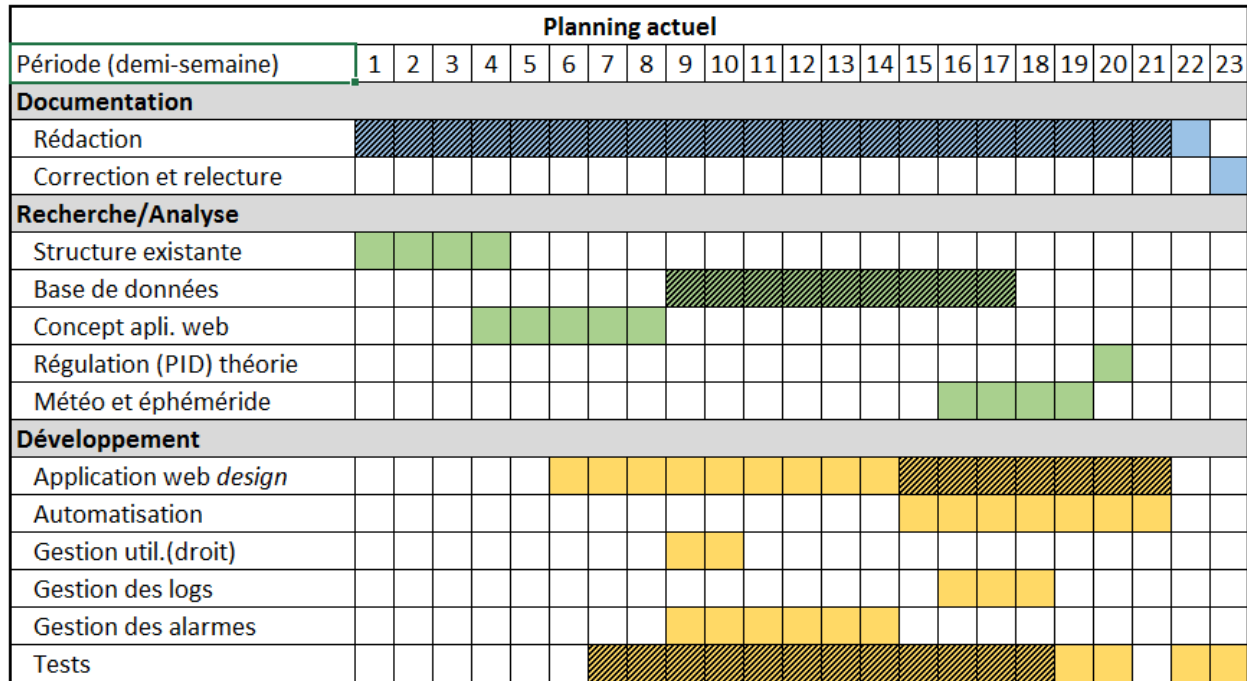 Planning actuel
Période (demi-semaine) 1 2 3 4 5 6 7 8 9 10 11 12 13 14 15 16 17 18 19 20 21 22 23
Documentation
Rédaction
Correction et relecture
Recherche/Analyse
Structure existante
Base de données
Concept apli. web
Régulation (PID) théorie
Météo et éphéméride
Développement
Application web design
Automatisation
Gestion util.(droit)
Gestion des logs
Gestion des alarmes
Tests